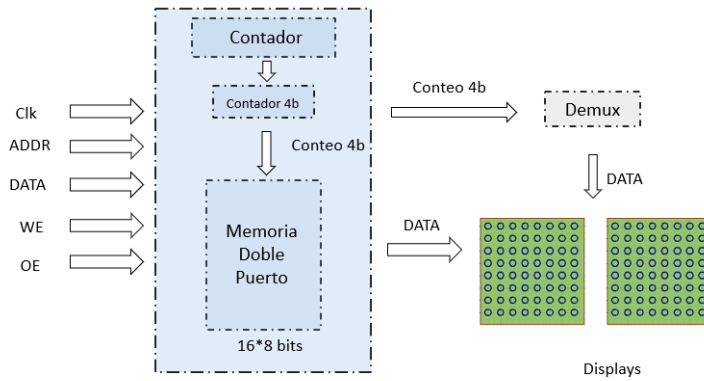 Contador
Contador 4b
Conteo 4b
Memoria
Doble
Puerto
16*8 bits
Clk
ADDR
DATA
WE
OE
Conteo 4b
Demux
DATA
DATA
Displays